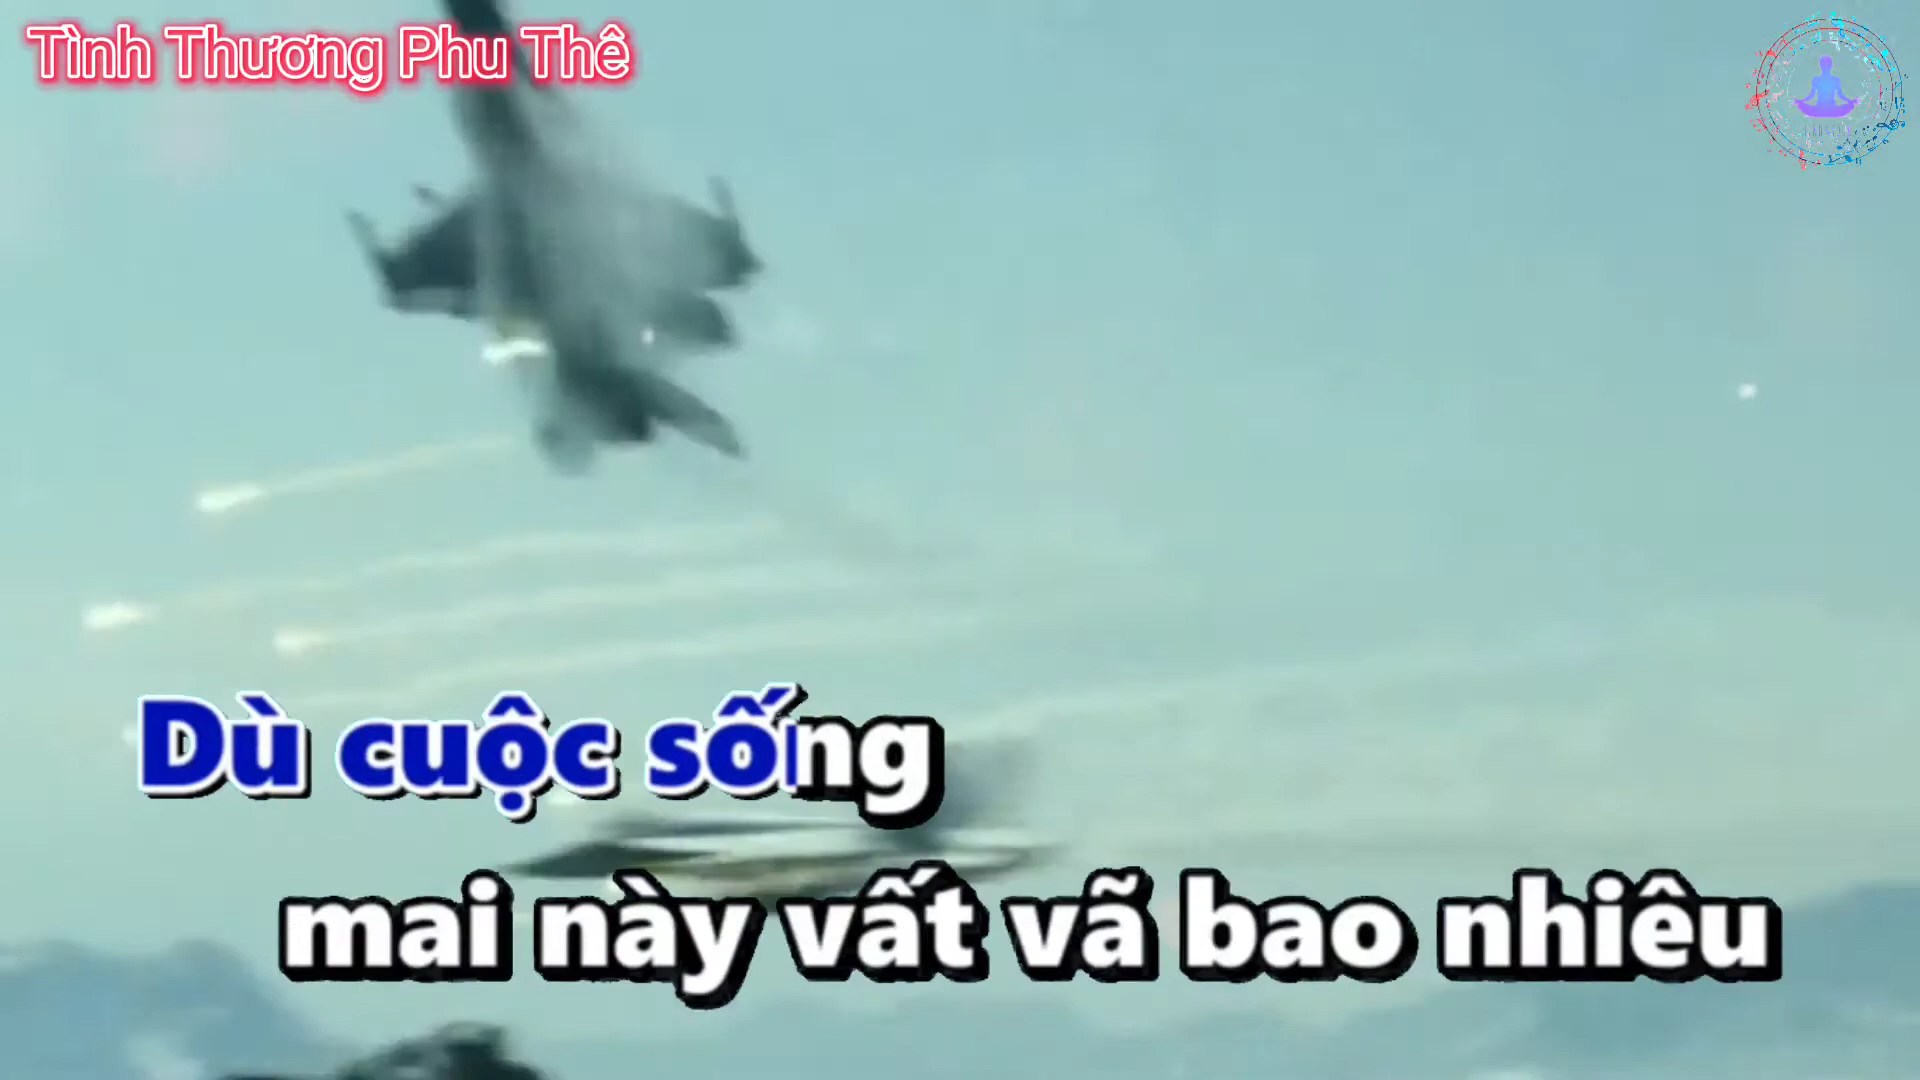 Tình Thương Phu Thê
Dù cuộc sống
mai này vất vã bao nhiêu